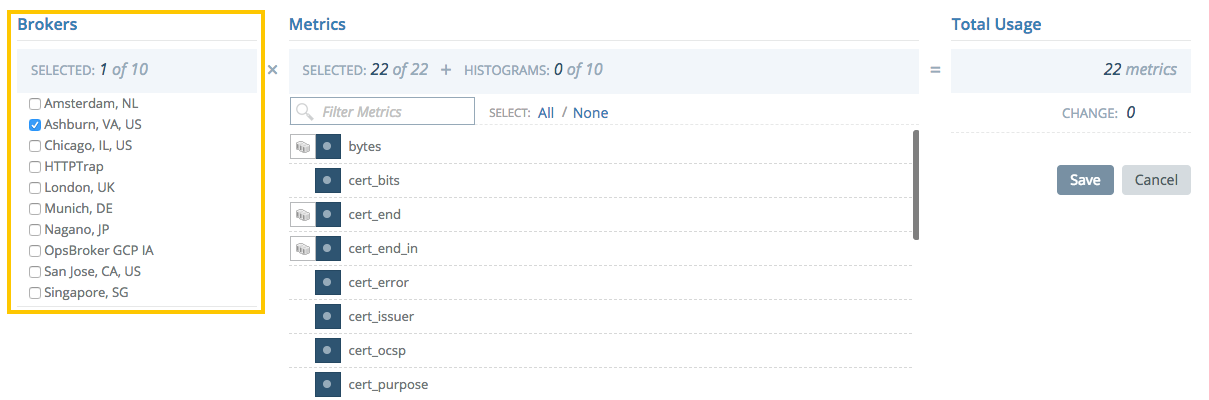 Brokers
SELECTED: 1 of 10
Amsterdam, NL
Ashburn, VA, US
Chicago, IL, US
HTTPTrap
London, UK
Munich, DE
Nagano, JP
OpsBroker GCP IA
San Jose, CA, US
Singapore, SG
×
Metrics
SELECTED: 22 of 22 + HISTOGRAMS: 0 of 10
Filter Metrics SELECT: All / None
bytes
cert_bits
cert_end
cert_end_in
cert_error
cert_issuer
cert_ocsp
cert_purpose
=
Total Usage
22 metrics
CHANGE: 0
Save Cancel